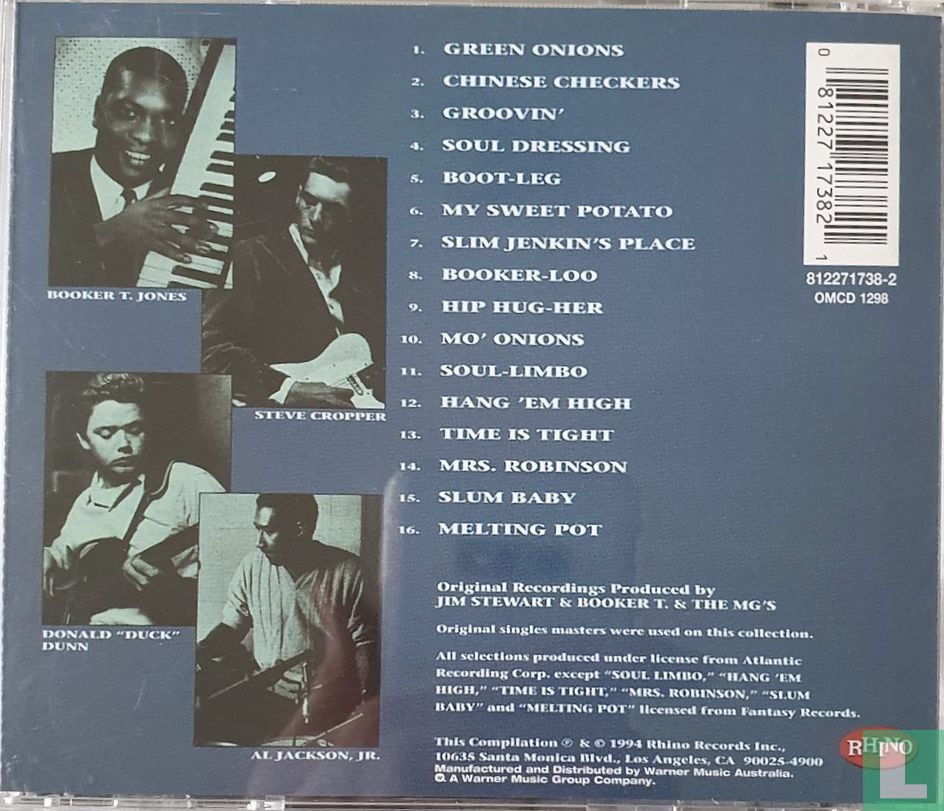 1. GREEN ONIONS
2. CHINESE CHECKERS
3. GROOVIN'
4. SOUL DRESSING
5. BOOT-LEG
6. MY SWEET POTATO
7. SLIM JENKIN'S PLACE
8. BOOKER-LOO
9. HIP HUG-HER
10. MO' ONIONS
11. SOUL-LIMBO
12. HANG 'EM HIGH
13. TIME IS TIGHT
14. MRS. ROBINSON
15. SLUM BABY
16. MELTING POT
BOOKER T. JONES
STEVE CROPPER
DONALD "DUCK"
DUNN
AL JACKSON, JR.
0 81227 17382 1
812271738-2
OMCD 1298
Original Recordings Produced by
JIM STEWART & BOOKER T. & THE MG'S
Original singles masters were used on this collection.
All selections produced under license from Atlantic
Recording Corp. except "SOUL LIMBO," "HANG 'EM
HIGH," "TIME IS TIGHT," "MRS. ROBINSON," "SLUM
BABY" and "MELTING POT" licensed from Fantasy Records.
This Compilation ℗ & © 1994 Rhino Records Inc.,
10635 Santa Monica Blvd., Los Angeles, CA 90025-4900
Manufactured and Distributed by Warner Music Australia.
A Warner Music Group Company.
RHINO
L